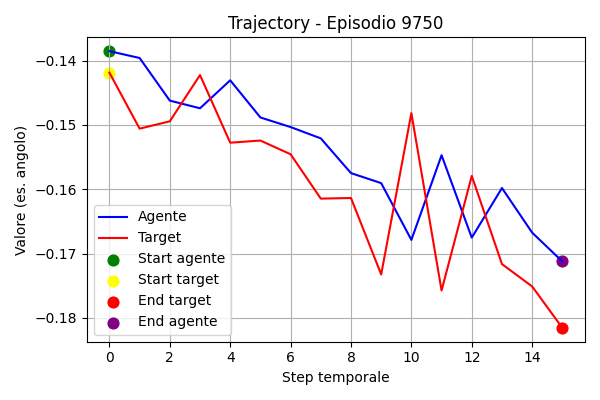 Trajectory - Episodio 9750
Valore (es. angolo)
−0.14
−0.15
−0.16
−0.17
−0.18
Agente
Target
Start agente
Start target
End target
End agente
0 2 4 6 8 10 12 14
Step temporale